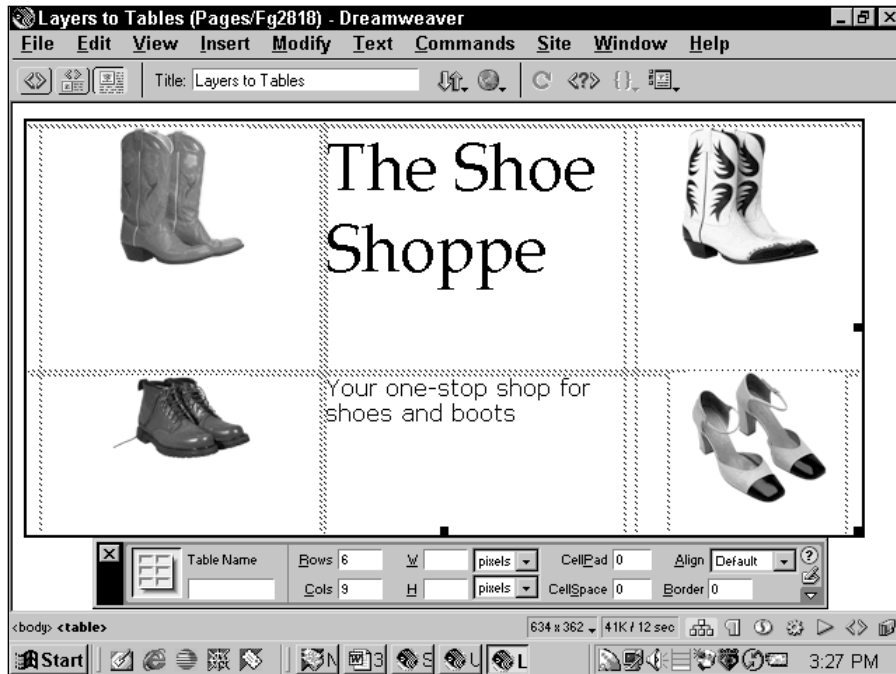 Layers to Tables (Pages/Fg2818) - Dreamweaver
File Edit View Insert Modify Text Commands Site Window Help
Title: Layers to Tables
The Shoe
Shoppe
Your one-stop shop for
shoes and boots
Table Name Rows 6 W pixels CellPad 0 Align Default
Cols 9 H pixels CellSpace 0 Border 0
<body> <table> 634 x 362 41K / 12 sec
Start N 3 S U L 3:27 PM